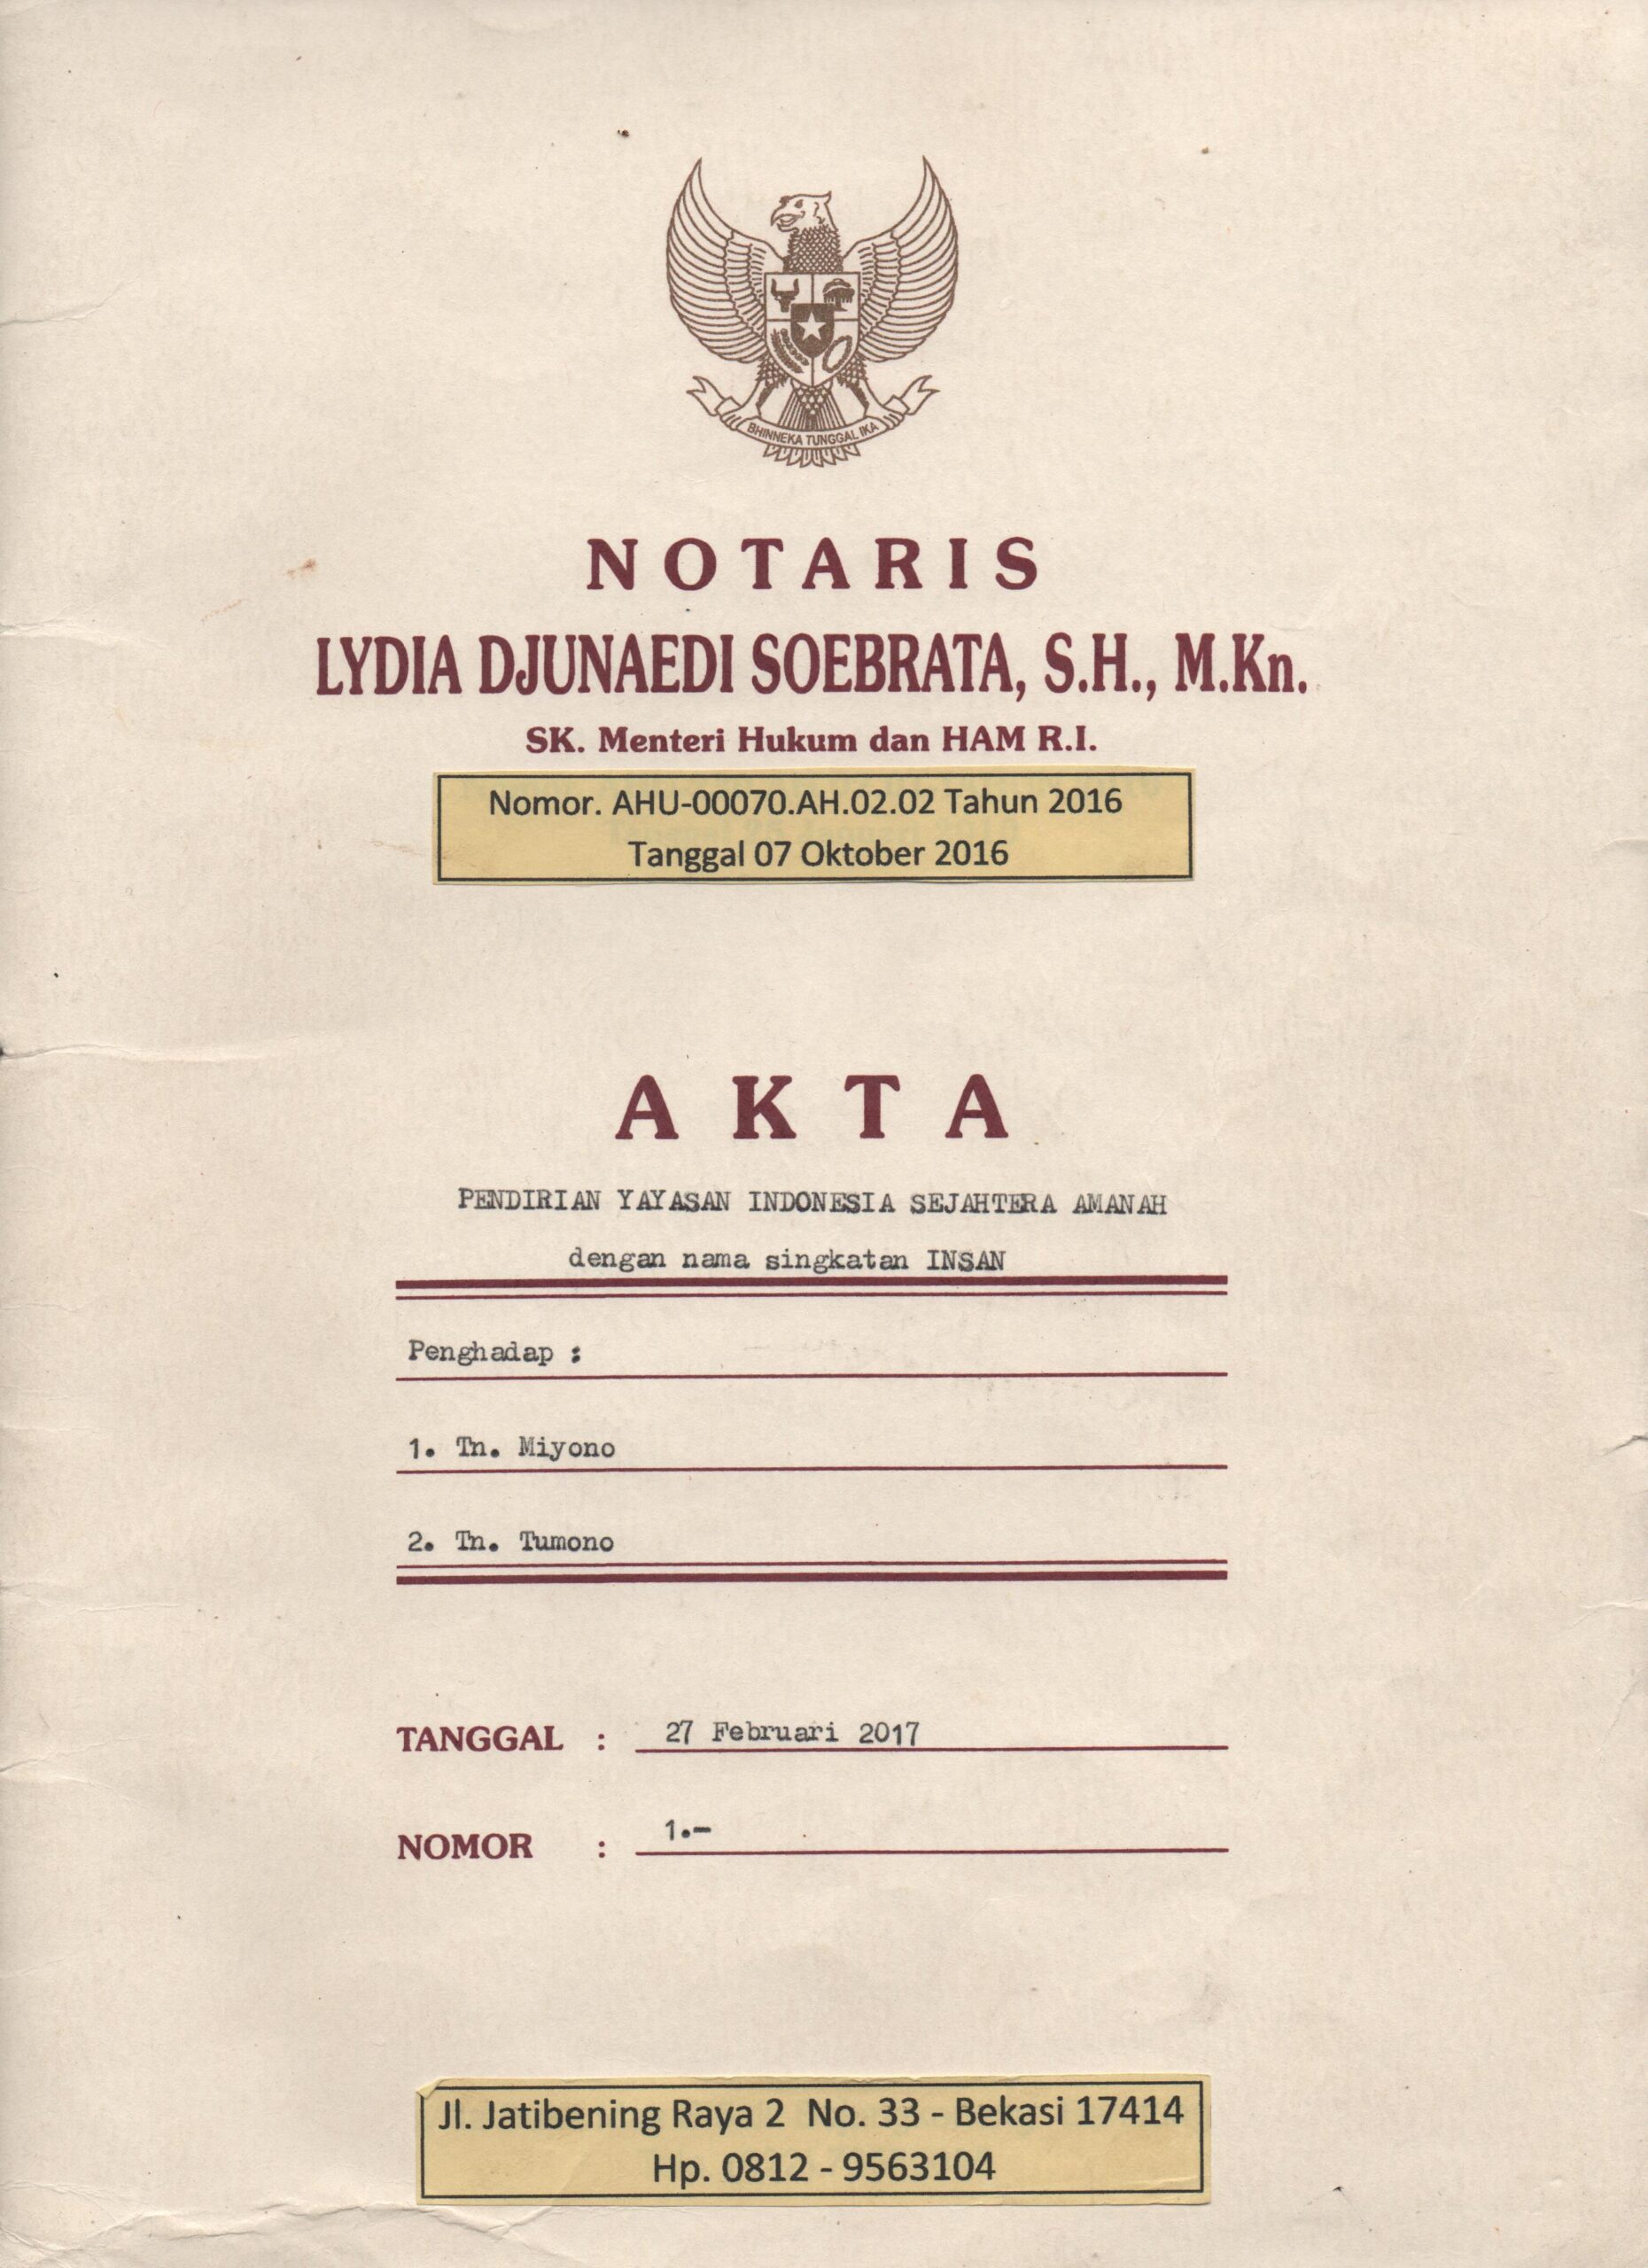 BHINNEKA TUNGGAL IKA
NOTARIS
LYDIA DJUNAEDI SOEBRATA, S.H., M.Kn.
SK. Menteri Hukum dan HAM R.I.
Nomor. AHU-00070.AH.02.02 Tahun 2016
Tanggal 07 Oktober 2016
AKTA
PENDIRIAN YAYASAN INDONESIA SEJAHTERA AMANAH
dengan nama singkatan INSAN
Penghadap :
1. Tn. Miyono
2. Tn. Tumono
TANGGAL : 27 Februari 2017
NOMOR : 1.-
Jl. Jatibening Raya 2 No. 33 - Bekasi 17414
Hp. 0812 - 9563104